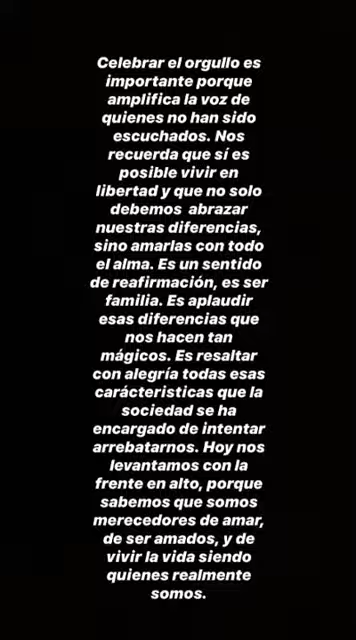 Celebrar el orgullo es
importante porque
amplifica la voz de
quienes no han sido
escuchados. Nos
recuerda que sí es
posible vivir en
libertad y que no solo
debemos abrazar
nuestras diferencias,
sino amarlas con todo
el alma. Es un sentido
de reafirmación, es ser
familia. Es aplaudir
esas diferencias que
nos hacen tan
mágicos. Es resaltar
con alegría todas esas
carácteristicas que la
sociedad se ha
encargado de intentar
arrebatarnos. Hoy nos
levantamos con la
frente en alto, porque
sabemos que somos
merecedores de amar,
de ser amados, y de
vivir la vida siendo
quienes realmente
somos.